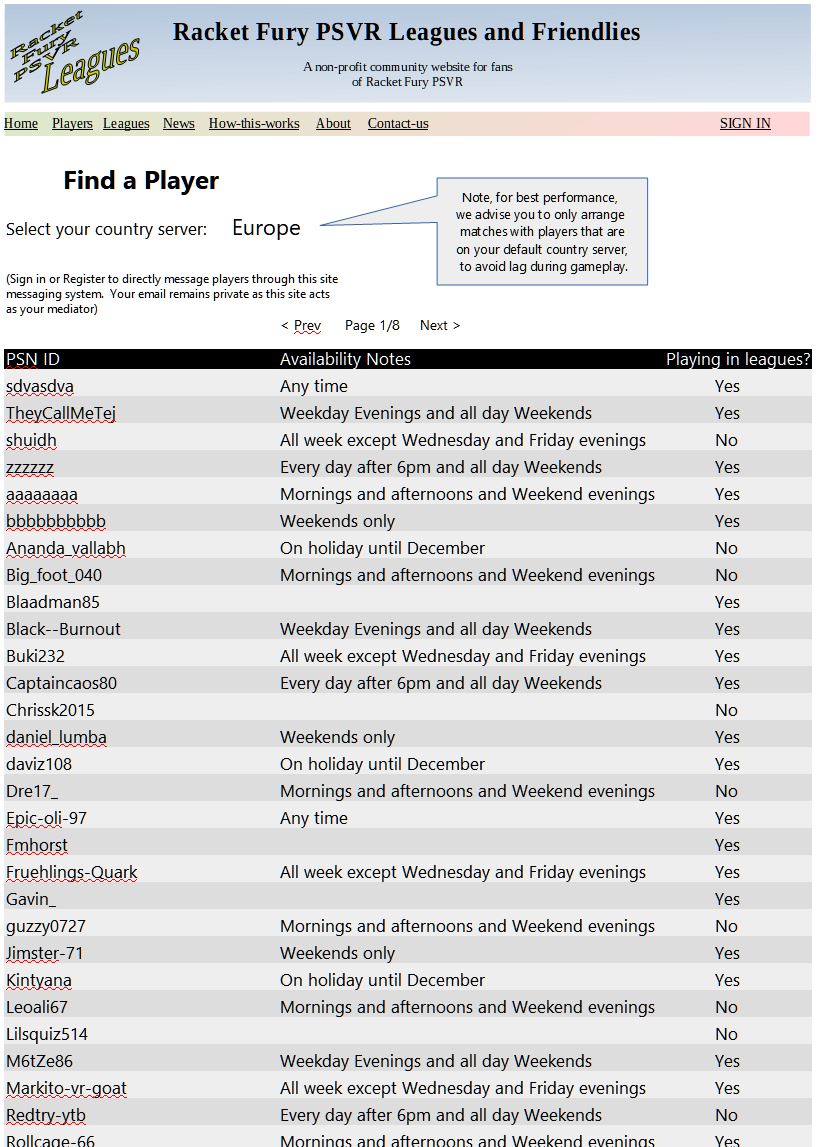 Racket
Fury
PSVR
Leagues
Racket Fury PSVR Leagues and Friendlies
A non-profit community website for fans
of Racket Fury PSVR
Home Players Leagues News How-this-works About Contact-us SIGN IN
Find a Player
Select your country server: Europe
Note, for best performance,
we advise you to only arrange
matches with players that are
on your default country server,
to avoid lag during gameplay.
(Sign in or Register to directly message players through this site
messaging system. Your email remains private as this site acts
as your mediator)
< Prev Page 1/8 Next >
PSN ID Availability Notes Playing in leagues?
sdvasdva Any time Yes
TheyCallMeTej Weekday Evenings and all day Weekends Yes
shuidh All week except Wednesday and Friday evenings No
zzzzzz Every day after 6pm and all day Weekends Yes
aaaaaaaa Mornings and afternoons and Weekend evenings Yes
bbbbbbbbbb Weekends only Yes
Ananda_vallabh On holiday until December No
Big_foot_040 Mornings and afternoons and Weekend evenings No
Blaadman85 Yes
Black--Burnout Weekday Evenings and all day Weekends Yes
Buki232 All week except Wednesday and Friday evenings Yes
Captaincaos80 Every day after 6pm and all day Weekends Yes
Chrissk2015 No
daniel_lumba Weekends only Yes
daviz108 On holiday until December Yes
Dre17_ Mornings and afternoons and Weekend evenings No
Epic-oli-97 Any time Yes
Fmhorst Yes
Fruehlings-Quark All week except Wednesday and Friday evenings Yes
Gavin_ Yes
guzzy0727 Mornings and afternoons and Weekend evenings No
Jimster-71 Weekends only Yes
Kintyana On holiday until December Yes
Leoali67 Mornings and afternoons and Weekend evenings No
Lilsquiz514 No
M6tZe86 Weekday Evenings and all day Weekends Yes
Markito-vr-goat All week except Wednesday and Friday evenings Yes
Redtry-ytb Every day after 6pm and all day Weekends No
Rollcage-66 Mornings and afternoons and Weekend evenings Yes